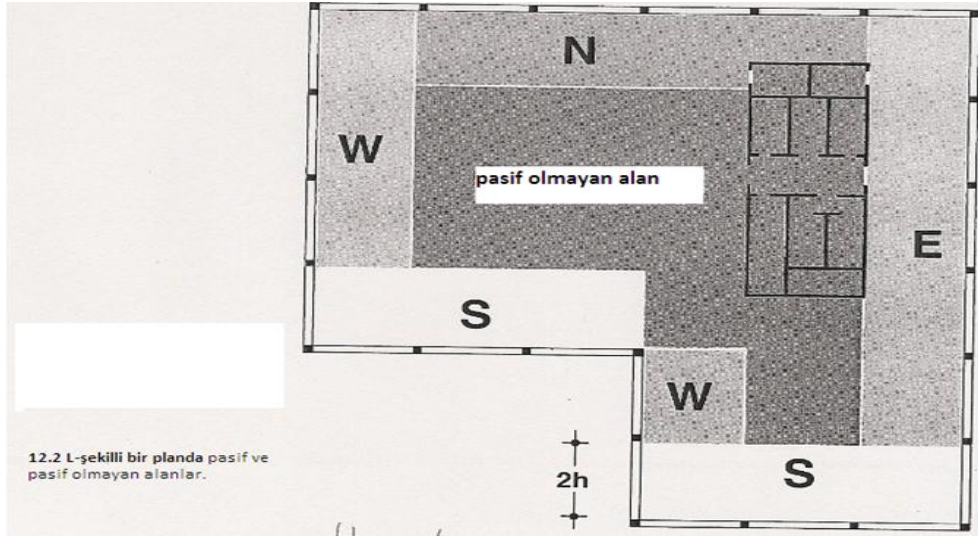 N
W
pasif olmayan alan
E
S
W
12.2 L-şekilli bir planda pasif ve
pasif olmayan alanlar.
2h
S